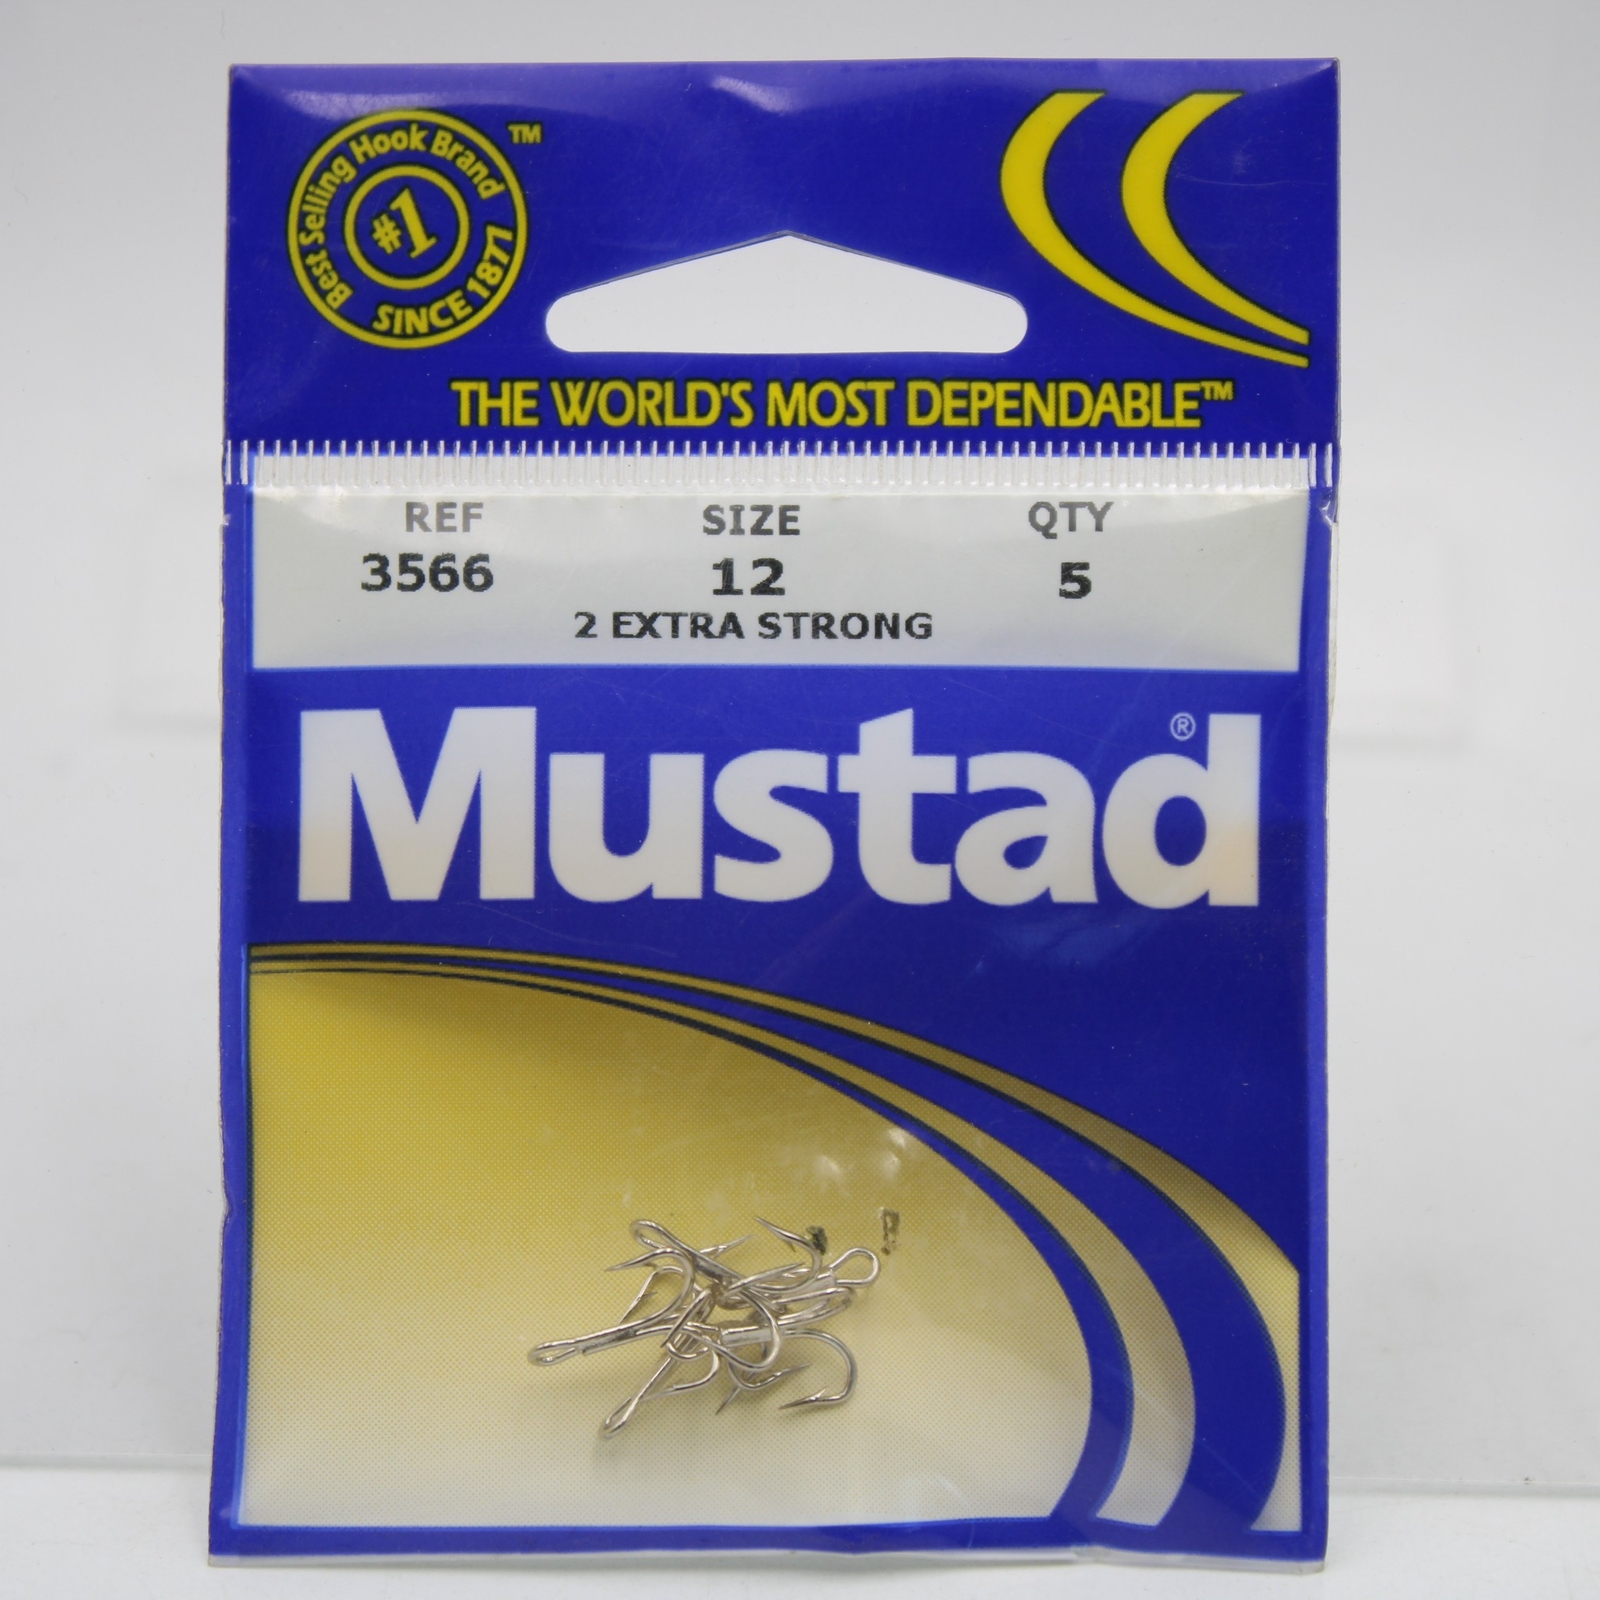 Best Selling Hook Brand
#1
SINCE 1877
TM
THE WORLD'S MOST DEPENDABLE™
REF SIZE QTY
3566 12 5
2 EXTRA STRONG
Mustad®